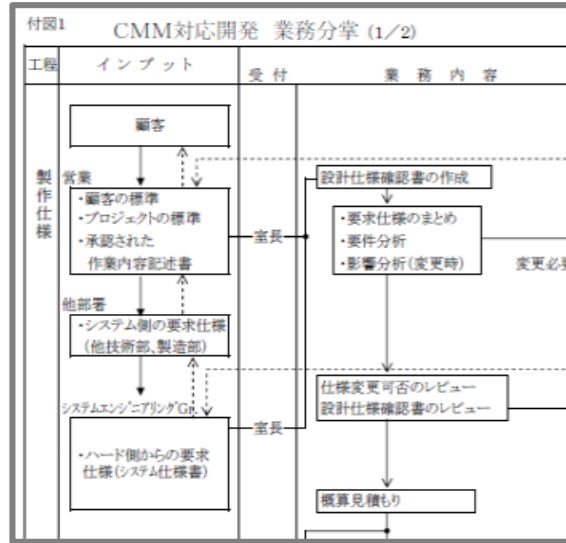 付図1
CMM対応開発 業務分掌 (1/2)
工程
インプット
受付
業務内容
製作仕様
顧客
営業
・顧客の標準
・プロジェクトの標準
・承認された
作業内容記述書
室長
他部署
・システム側の要求仕様
(他技術部、製造部)
システムエンジニアリングGr.
・ハード側からの要求
仕様(システム仕様書)
室長
設計仕様確認書の作成
・要求仕様のまとめ
・要件分析
・影響分析(変更時)
変更必要
仕様変更可否のレビュー
設計仕様確認書のレビュー
概算見積もり